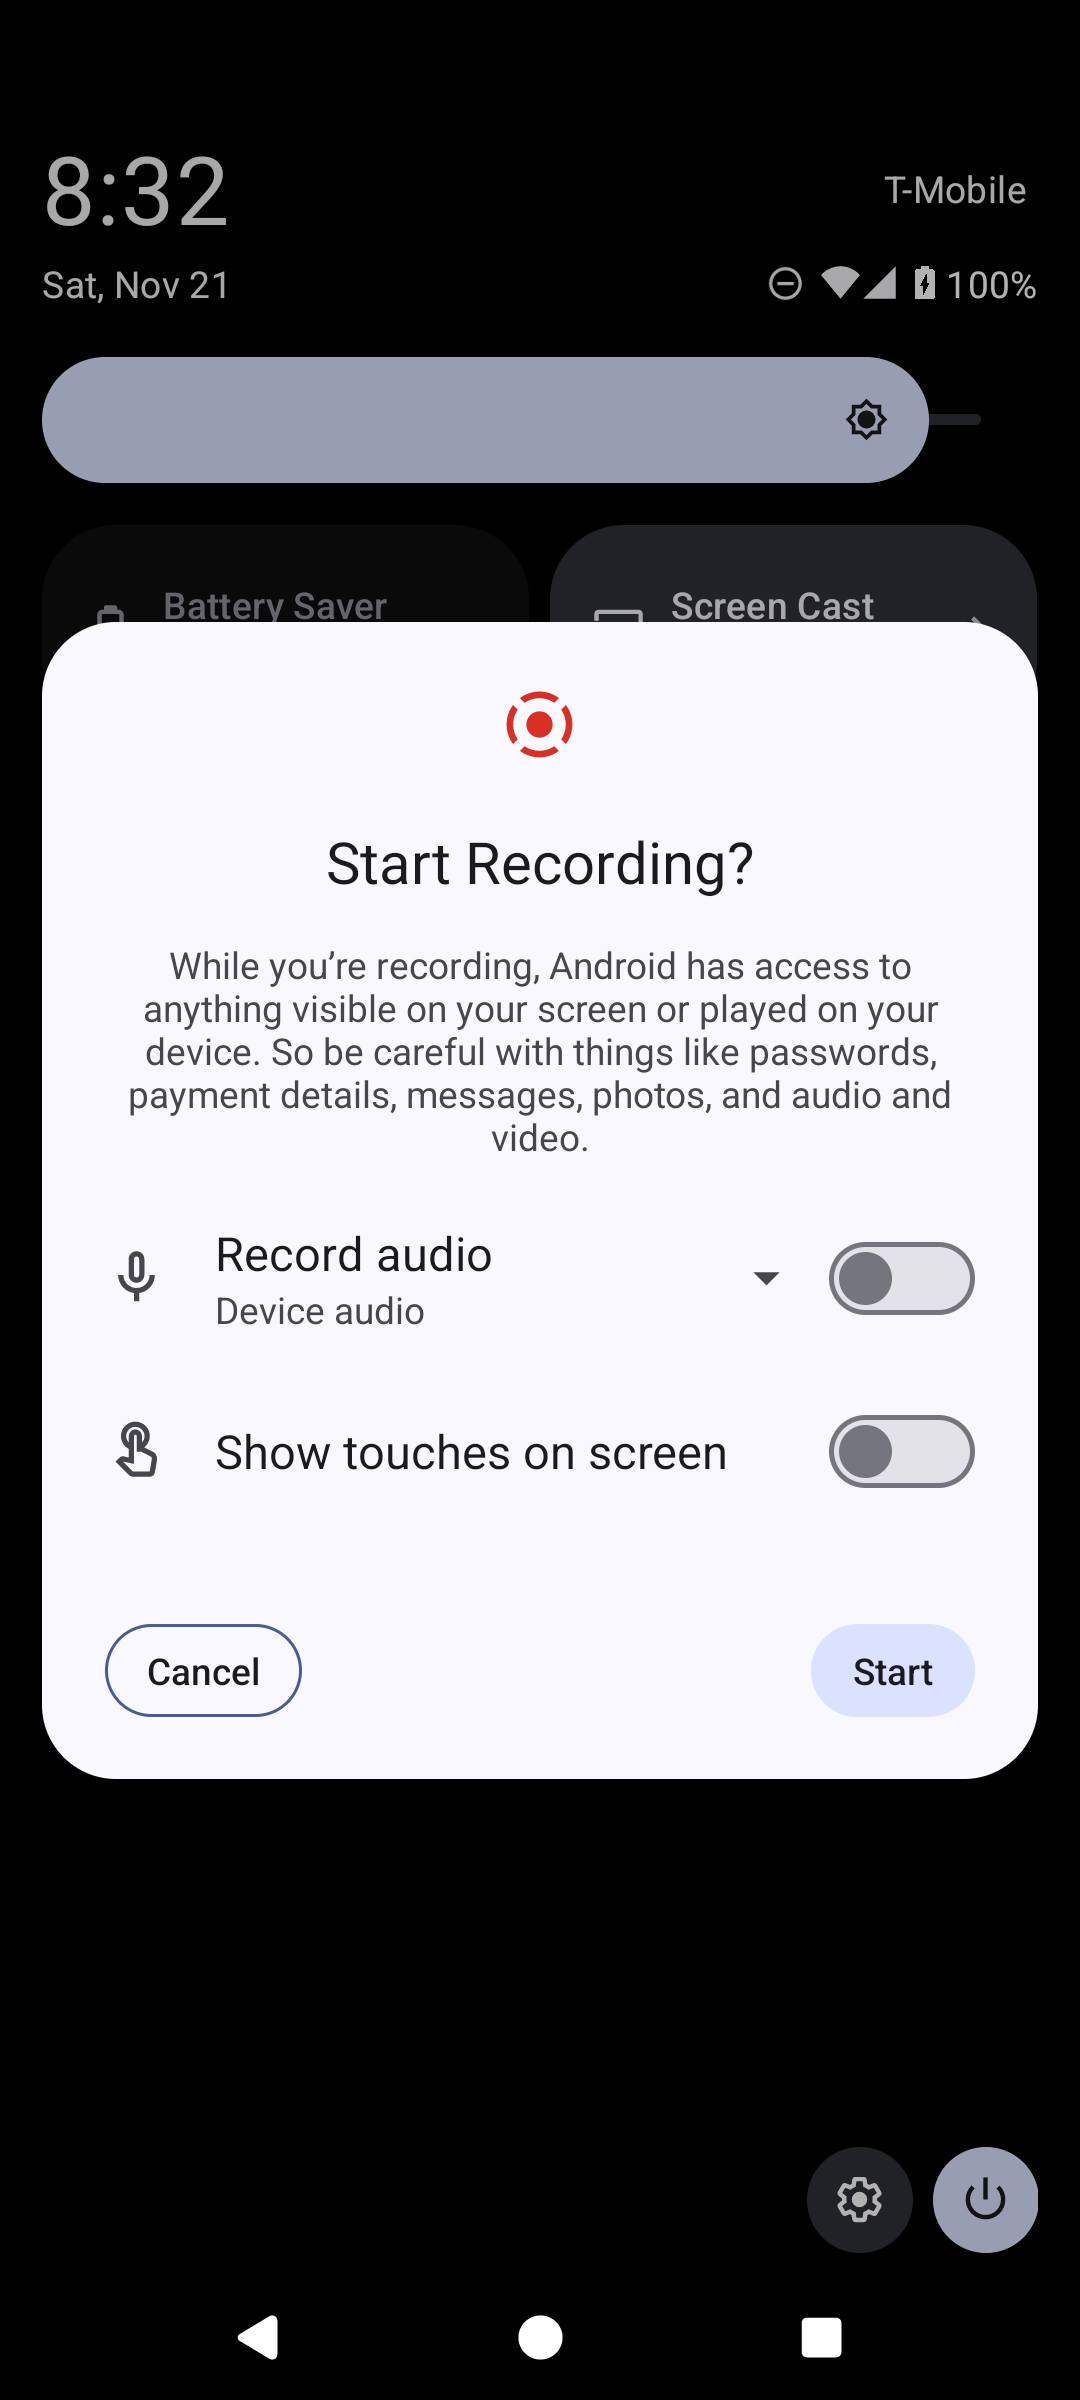 8:32
T-Mobile
Sat, Nov 21
100%
Battery Saver
Screen Cast
Start Recording?
While you’re recording, Android has access to
anything visible on your screen or played on your
device. So be careful with things like passwords,
payment details, messages, photos, and audio and
video.
Record audio
Device audio
Show touches on screen
Cancel
Start